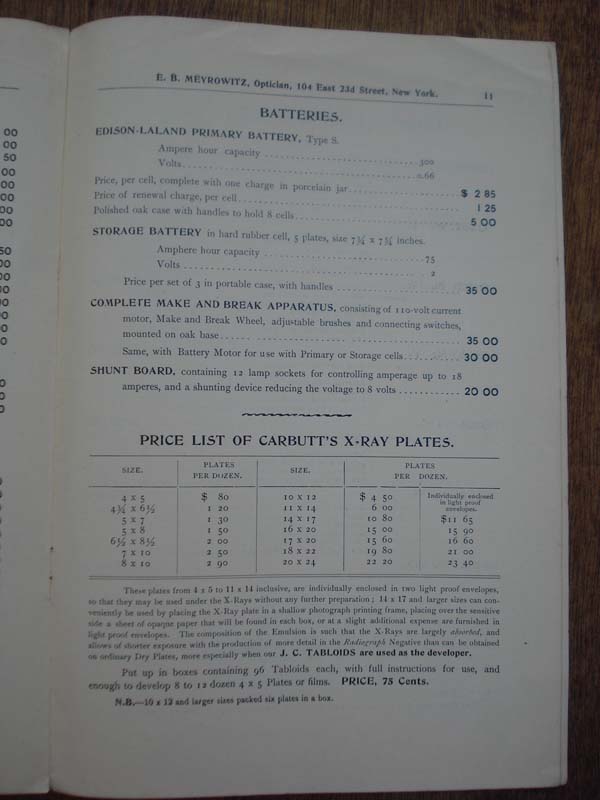 00
00
50
00
00
00
00
00
50
E. B. MEYROWITZ, Optician, 104 East 23d Street, New York. 11
BATTERIES.
EDISON-LALAND PRIMARY BATTERY, Type S.
Ampere hour capacity 300
Volts 0.66
Price, per cell, complete with one charge in porcelain jar $ 2 85
Price of renewal charge, per cell 1 25
Polished oak case with handles to hold 8 cells 5 00
STORAGE BATTERY in hard rubber cell, 5 plates, size 7¾ x 7¾ inches.
Amphere hour capacity 75
Volts 2
Price per set of 3 in portable case, with handles 35 00
COMPLETE MAKE AND BREAK APPARATUS, consisting of 110-volt current
motor, Make and Break Wheel, adjustable brushes and connecting switches,
mounted on oak base 35 00
Same, with Battery Motor for use with Primary or Storage cells 30 00
SHUNT BOARD, containing 12 lamp sockets for controlling amperage up to 18
amperes, and a shunting device reducing the voltage to 8 volts 20 00
PRICE LIST OF CARBUTT'S X-RAY PLATES.
SIZE. PLATES PER DOZEN. SIZE. PLATES PER DOZEN.
Individually enclosed in light proof envelopes.
4 x 5 $ 80 10 x 12 $ 4 50 $11 65
4¼ x 6½ 1 20 11 x 14 6 00
5 x 7 1 30 14 x 17 10 80
5 x 8 1 50 16 x 20 15 00 15 90
6½ x 8½ 2 00 17 x 20 15 60 16 60
7 x 10 2 50 18 x 22 19 80 21 00
8 x 10 2 90 20 x 24 22 20 23 40
These plates from 4 x 5 to 11 x 14 inclusive, are individually enclosed in two light proof envelopes,
so that they may be used under the X-Rays without any further preparation; 14 x 17 and larger sizes can con-
veniently be used by placing the X-Ray plate in a shallow photograph printing frame, placing over the sensitive
side a sheet of opaque paper that will be found in each box, or at a slight additional expense are furnished in
light proof envelopes. The composition of the Emulsion is such that the X-Rays are largely absorbed, and
allows of shorter exposure with the production of more detail in the Radiograph Negative than can be obtained
on ordinary Dry Plates, more especially when our J. C. TABLOIDS are used as the developer.
Put up in boxes containing 96 Tabloids each, with full instructions for use, and
enough to develop 8 to 12 dozen 4 x 5 Plates or films. PRICE, 75 Cents.
N.B.—10 x 12 and larger sizes packed six plates in a box.